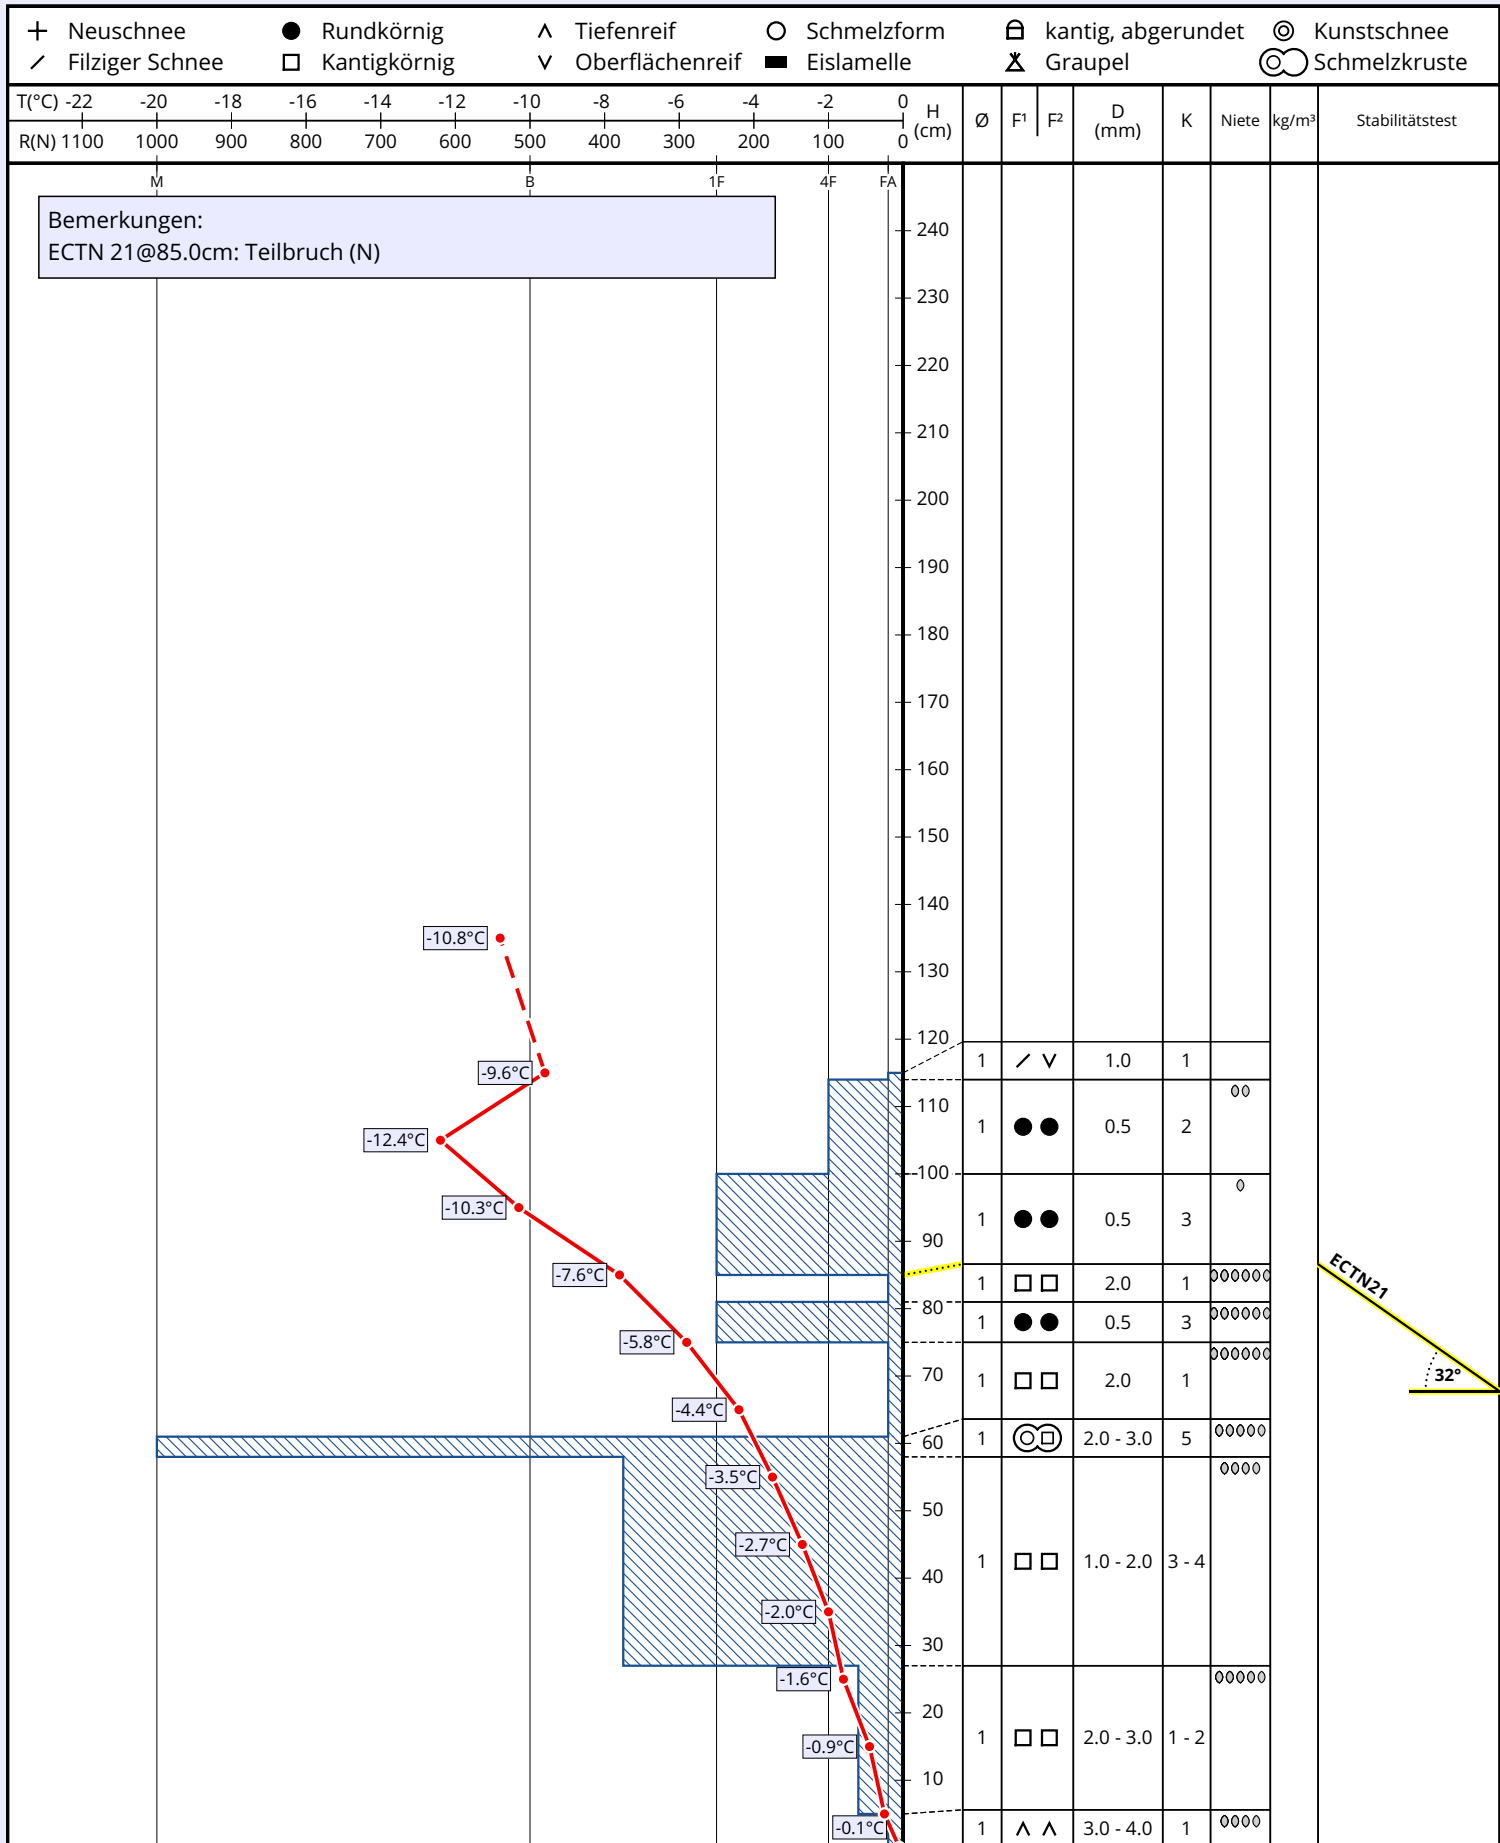 Neuschnee Rundkörnig Tiefenreif Schmelzform kantig, abgerundet Kunstschnee
Filziger Schnee Kantigkörnig Oberflächenreif Eislamelle Graupel Schmelzkruste
T(°C) -22 -20 -18 -16 -14 -12 -10 -8 -6 -4 -2 0
R(N) 1100 1000 900 800 700 600 500 400 300 200 100 0
H (cm) Ø F¹ F² D (mm) K Niete kg/m³ Stabilitätstest
M B 1F 4F FA
Bemerkungen:
ECTN 21@85.0cm: Teilbruch (N)
240
230
220
210
200
190
180
170
160
150
140
-10.8°C
130
120
1 1.0 1
-9.6°C
110
1 0.5 2
-12.4°C
100
-10.3°C
1 0.5 3
90
-7.6°C
1 2.0 1
ECTN21
80
1 0.5 3
-5.8°C
70
1 2.0 1
32°
-4.4°C
60
1 2.0 - 3.0 5
-3.5°C
50
-2.7°C
1 1.0 - 2.0 3 - 4
40
-2.0°C
30
-1.6°C
20
1 2.0 - 3.0 1 - 2
-0.9°C
10
-0.1°C
1 3.0 - 4.0 1